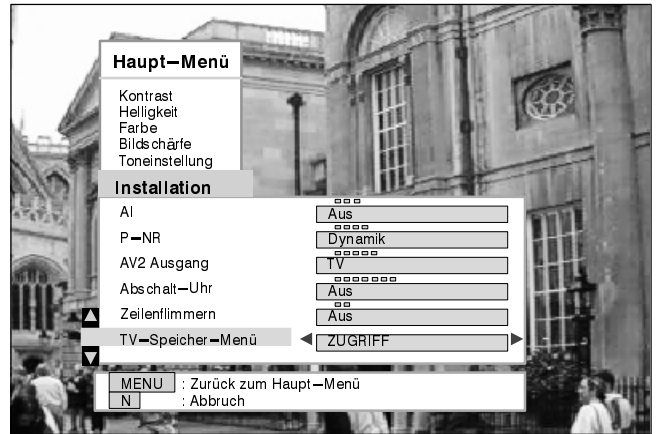 Haupt–Menü
Kontrast
Helligkeit
Farbe
Bildschärfe
Toneinstellung
Installation
AI Aus
P–NR Dynamik
AV2 Ausgang TV
Abschalt–Uhr Aus
Zeilenflimmern Aus
TV–Speicher–Menü ZUGRIFF
MENU : Zurück zum Haupt–Menü
N : Abbruch